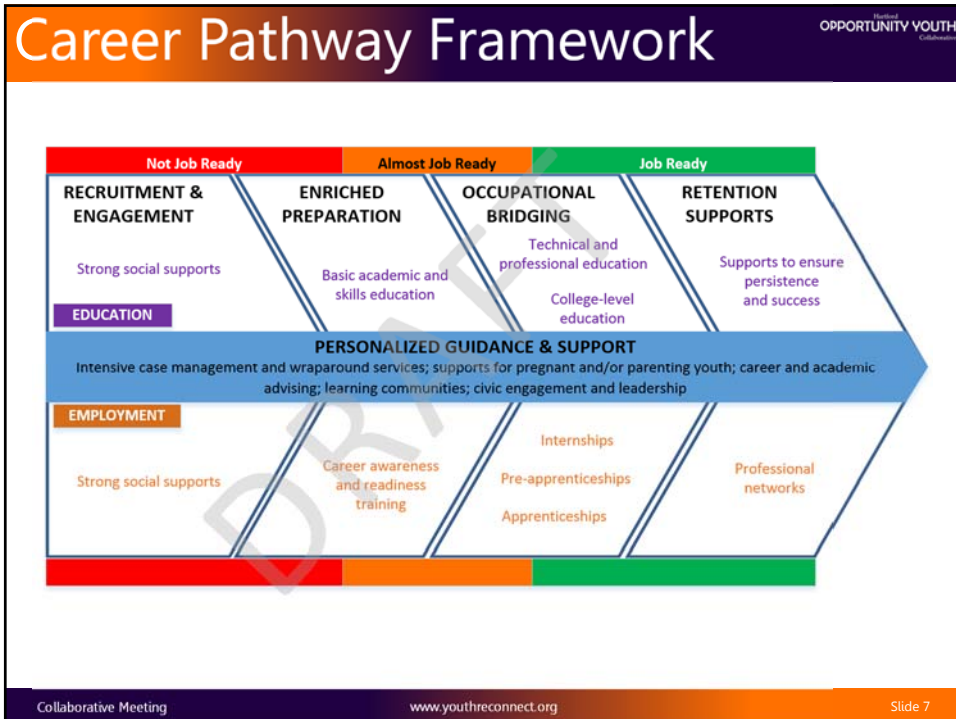 Career Pathway Framework
Hartford
OPPORTUNITY YOUTH
Collaborative
Not Job Ready
Almost Job Ready
Job Ready
RECRUITMENT &
ENGAGEMENT
ENRICHED
PREPARATION
OCCUPATIONAL
BRIDGING
RETENTION
SUPPORTS
Strong social supports
Basic academic and
skills education
Technical and
professional education
College-level
education
Supports to ensure
persistence
and success
EDUCATION
PERSONALIZED GUIDANCE & SUPPORT
Intensive case management and wraparound services; supports for pregnant and/or parenting youth; career and academic
advising; learning communities; civic engagement and leadership
EMPLOYMENT
Strong social supports
Career awareness
and readiness
training
Internships
Pre-apprenticeships
Apprenticeships
Professional
networks
DRAFT
Collaborative Meeting
www.youthreconnect.org
Slide 7